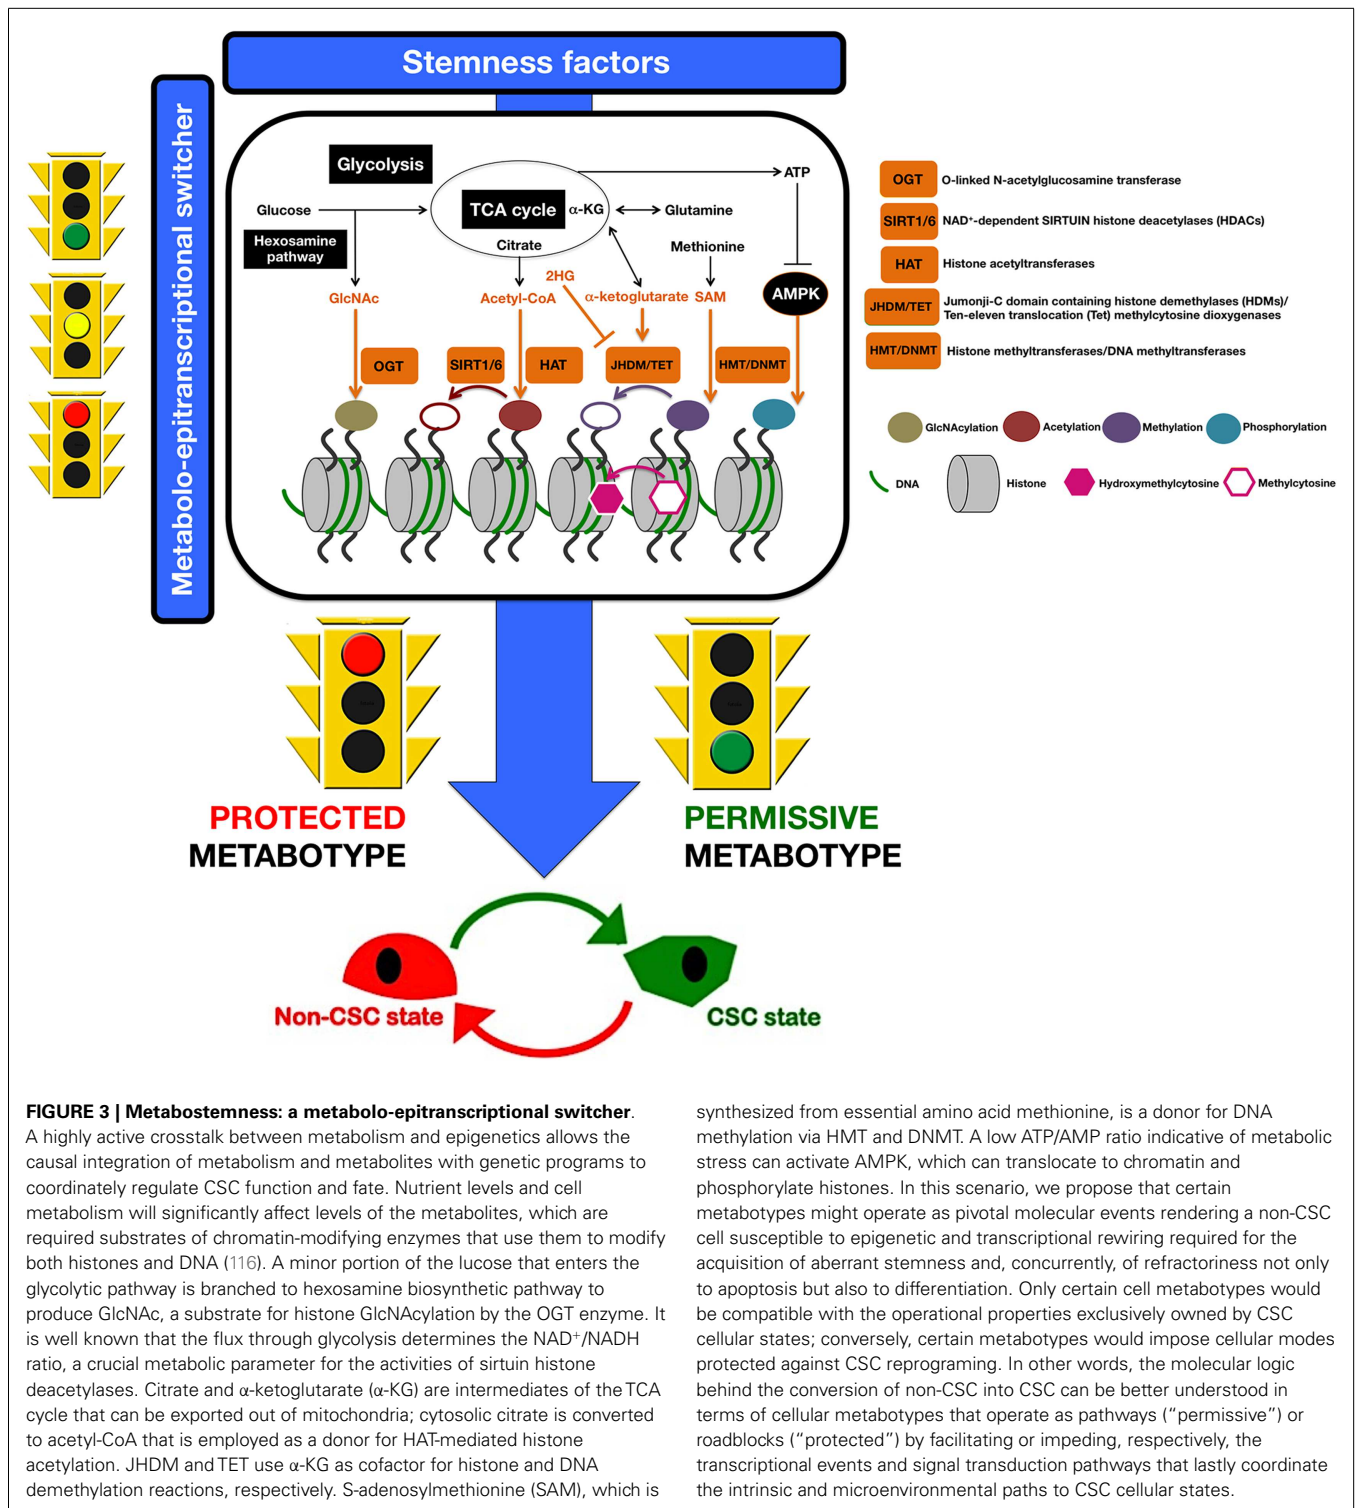 Stemness factors
Metabolo-epitranscriptional switcher
Glycolysis
ATP
Glucose
TCA cycle
α-KG
Glutamine
Hexosamine
pathway
Citrate
Methionine
2HG
GlcNAc
Acetyl-CoA
α-ketoglutarate
SAM
AMPK
OGT
SIRT1/6
HAT
JHDM/TET
HMT/DNMT
OGT O-linked N-acetylglucosamine transferase
SIRT1/6 NAD⁺-dependent SIRTUIN histone deacetylases (HDACs)
HAT Histone acetyltransferases
JHDM/TET Jumonji-C domain containing histone demethylases (HDMs)/
Ten-eleven translocation (Tet) methylcytosine dioxygenases
HMT/DNMT Histone methyltransferases/DNA methyltransferases
GlcNAcylation Acetylation Methylation Phosphorylation
DNA Histone Hydroxymethylcytosine Methylcytosine
PROTECTED
METABOTYPE
PERMISSIVE
METABOTYPE
Non-CSC state
CSC state
FIGURE 3 | Metabostemness: a metabolo-epitranscriptional switcher.
A highly active crosstalk between metabolism and epigenetics allows the
causal integration of metabolism and metabolites with genetic programs to
coordinately regulate CSC function and fate. Nutrient levels and cell
metabolism will significantly affect levels of the metabolites, which are
required substrates of chromatin-modifying enzymes that use them to modify
both histones and DNA (116). A minor portion of the lucose that enters the
glycolytic pathway is branched to hexosamine biosynthetic pathway to
produce GlcNAc, a substrate for histone GlcNAcylation by the OGT enzyme. It
is well known that the flux through glycolysis determines the NAD⁺/NADH
ratio, a crucial metabolic parameter for the activities of sirtuin histone
deacetylases. Citrate and α-ketoglutarate (α-KG) are intermediates of the TCA
cycle that can be exported out of mitochondria; cytosolic citrate is converted
to acetyl-CoA that is employed as a donor for HAT-mediated histone
acetylation. JHDM and TET use α-KG as cofactor for histone and DNA
demethylation reactions, respectively. S-adenosylmethionine (SAM), which is
synthesized from essential amino acid methionine, is a donor for DNA
methylation via HMT and DNMT. A low ATP/AMP ratio indicative of metabolic
stress can activate AMPK, which can translocate to chromatin and
phosphorylate histones. In this scenario, we propose that certain
metabotypes might operate as pivotal molecular events rendering a non-CSC
cell susceptible to epigenetic and transcriptional rewiring required for the
acquisition of aberrant stemness and, concurrently, of refractoriness not only
to apoptosis but also to differentiation. Only certain cell metabotypes would
be compatible with the operational properties exclusively owned by CSC
cellular states; conversely, certain metabotypes would impose cellular modes
protected against CSC reprograming. In other words, the molecular logic
behind the conversion of non-CSC into CSC can be better understood in
terms of cellular metabotypes that operate as pathways (“permissive”) or
roadblocks (“protected”) by facilitating or impeding, respectively, the
transcriptional events and signal transduction pathways that lastly coordinate
the intrinsic and microenvironmental paths to CSC cellular states.